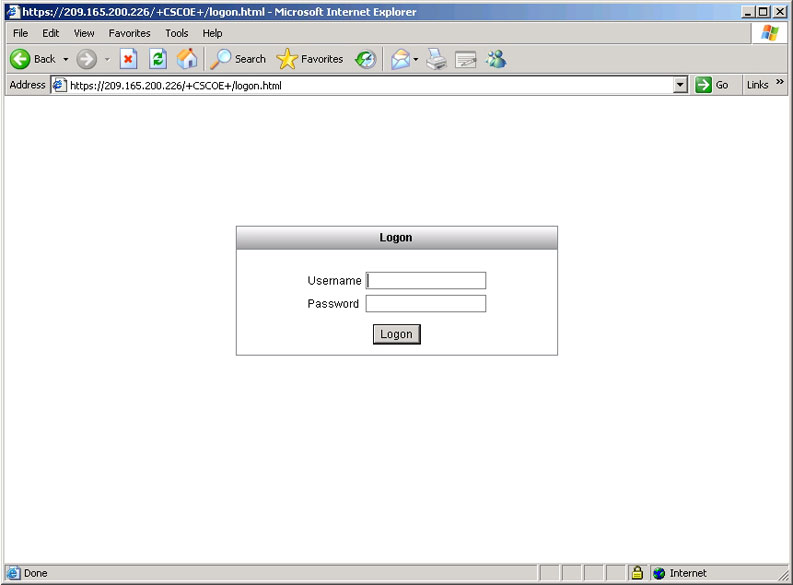 https://209.165.200.226/+CSCOE+/logon.html - Microsoft Internet Explorer
File Edit View Favorites Tools Help
Back Search Favorites
Address https://209.165.200.226/+CSCOE+/logon.html Go Links »
Logon
Username
Password
Logon
Done Internet